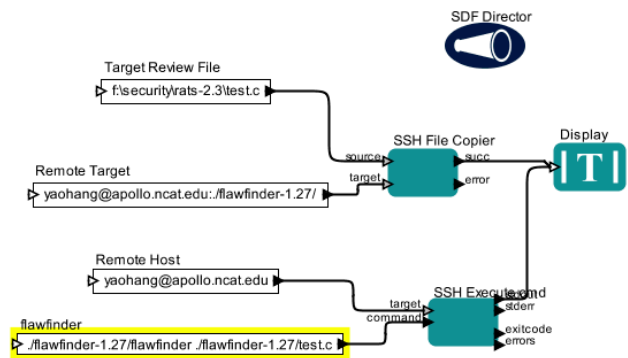 SDF Director
Target Review File
f:\security\rats-2.3\test.c
SSH File Copier
Display
source
succ
T
target
error
Remote Target
yaohang@apollo.ncat.edu:./flawfinder-1.27/
Remote Host
yaohang@apollo.ncat.edu
SSH Execute cmd
target
command
stderr
exitcode
errors
flawfinder
./flawfinder-1.27/flawfinder ./flawfinder-1.27/test.c